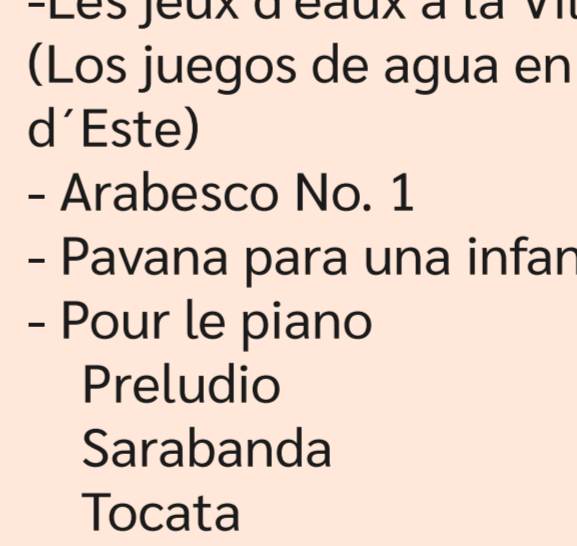 -Les jeux d'eaux à la
(Los juegos de agua en
d´Este)
- Arabesco No. 1
- Pavana para una
- Pour le piano
Preludio
Sarabanda
Tocata